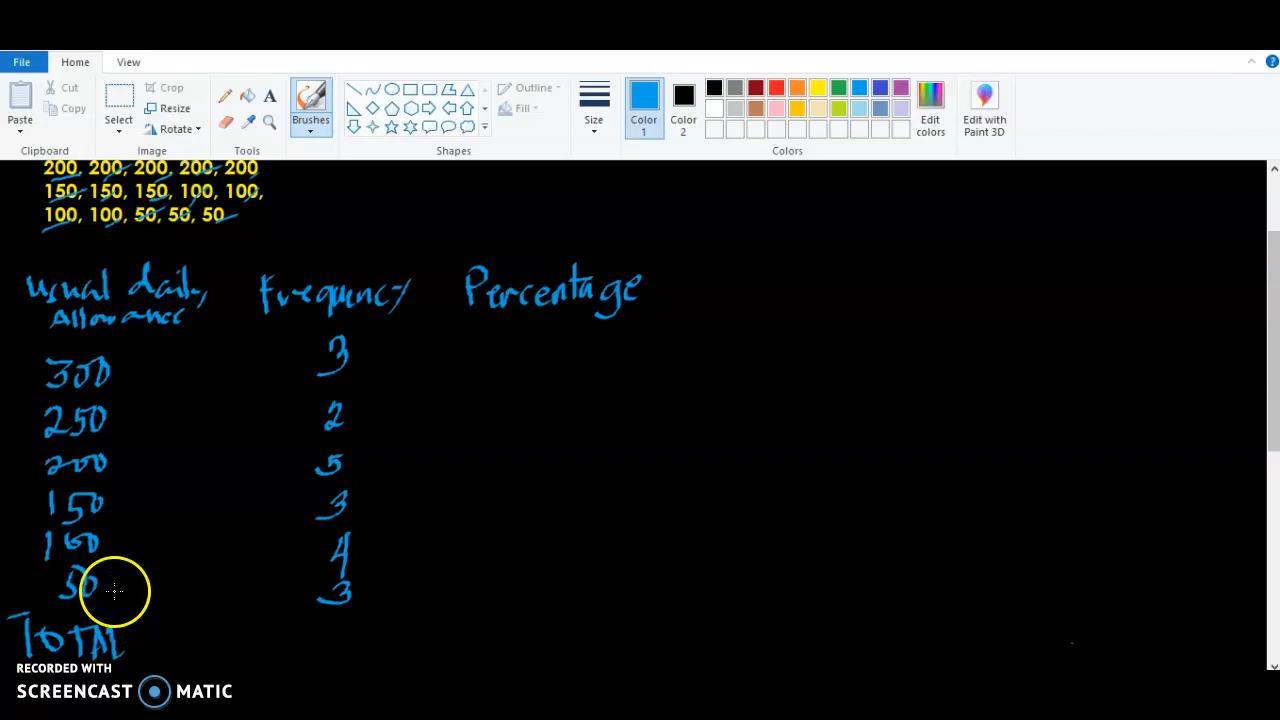 File Home View
Cut
Copy
Paste
Crop
Resize
Rotate
Select
Brushes
Outline
Fill
Size
Color 1
Color 2
Edit colors
Edit with Paint 3D
Clipboard Image Tools Shapes Colors
200, 200, 200, 200, 200
150, 150, 150, 100, 100,
100, 100, 50, 50, 50
Usual daily Allowance Frequency Percentage
300 3
250 2
200 5
150 3
100 4
50 3
TOTAL
RECORDED WITH
SCREENCAST MATIC